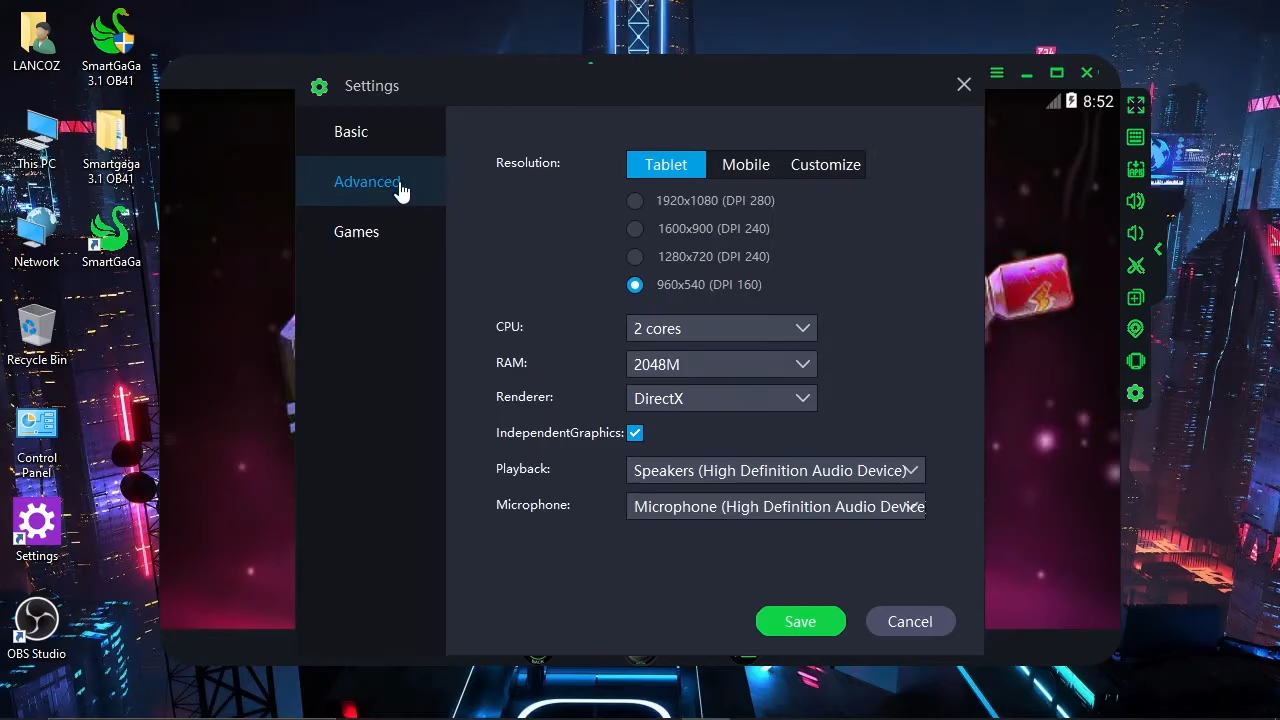 LANCOZ
SmartGaGa
3.1 OB41
This PC
Smartgaga
3.1 OB41
Network
SmartGaGa
Recycle Bin
Control
Panel
Settings
OBS Studio
Settings
8:52
Basic
Advanced
Games
Resolution:
Tablet
Mobile
Customize
1920x1080 (DPI 280)
1600x900 (DPI 240)
1280x720 (DPI 240)
960x540 (DPI 160)
CPU:
2 cores
RAM:
2048M
Renderer:
DirectX
IndependentGraphics:
Playback:
Speakers (High Definition Audio Device)
Microphone:
Microphone (High Definition Audio Device
Save
Cancel
BACK
APK